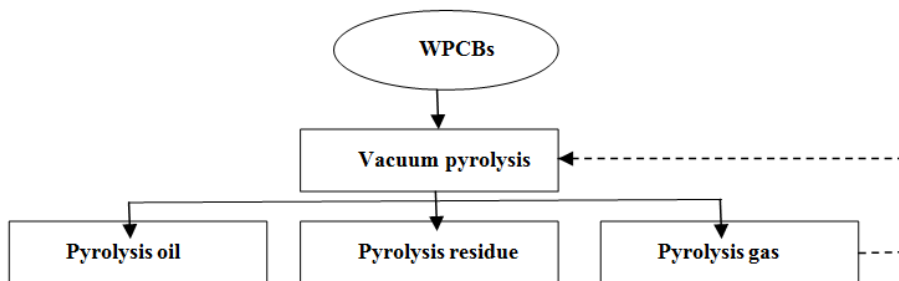 WPCBs
Vacuum pyrolysis
Pyrolysis oil
Pyrolysis residue
Pyrolysis gas